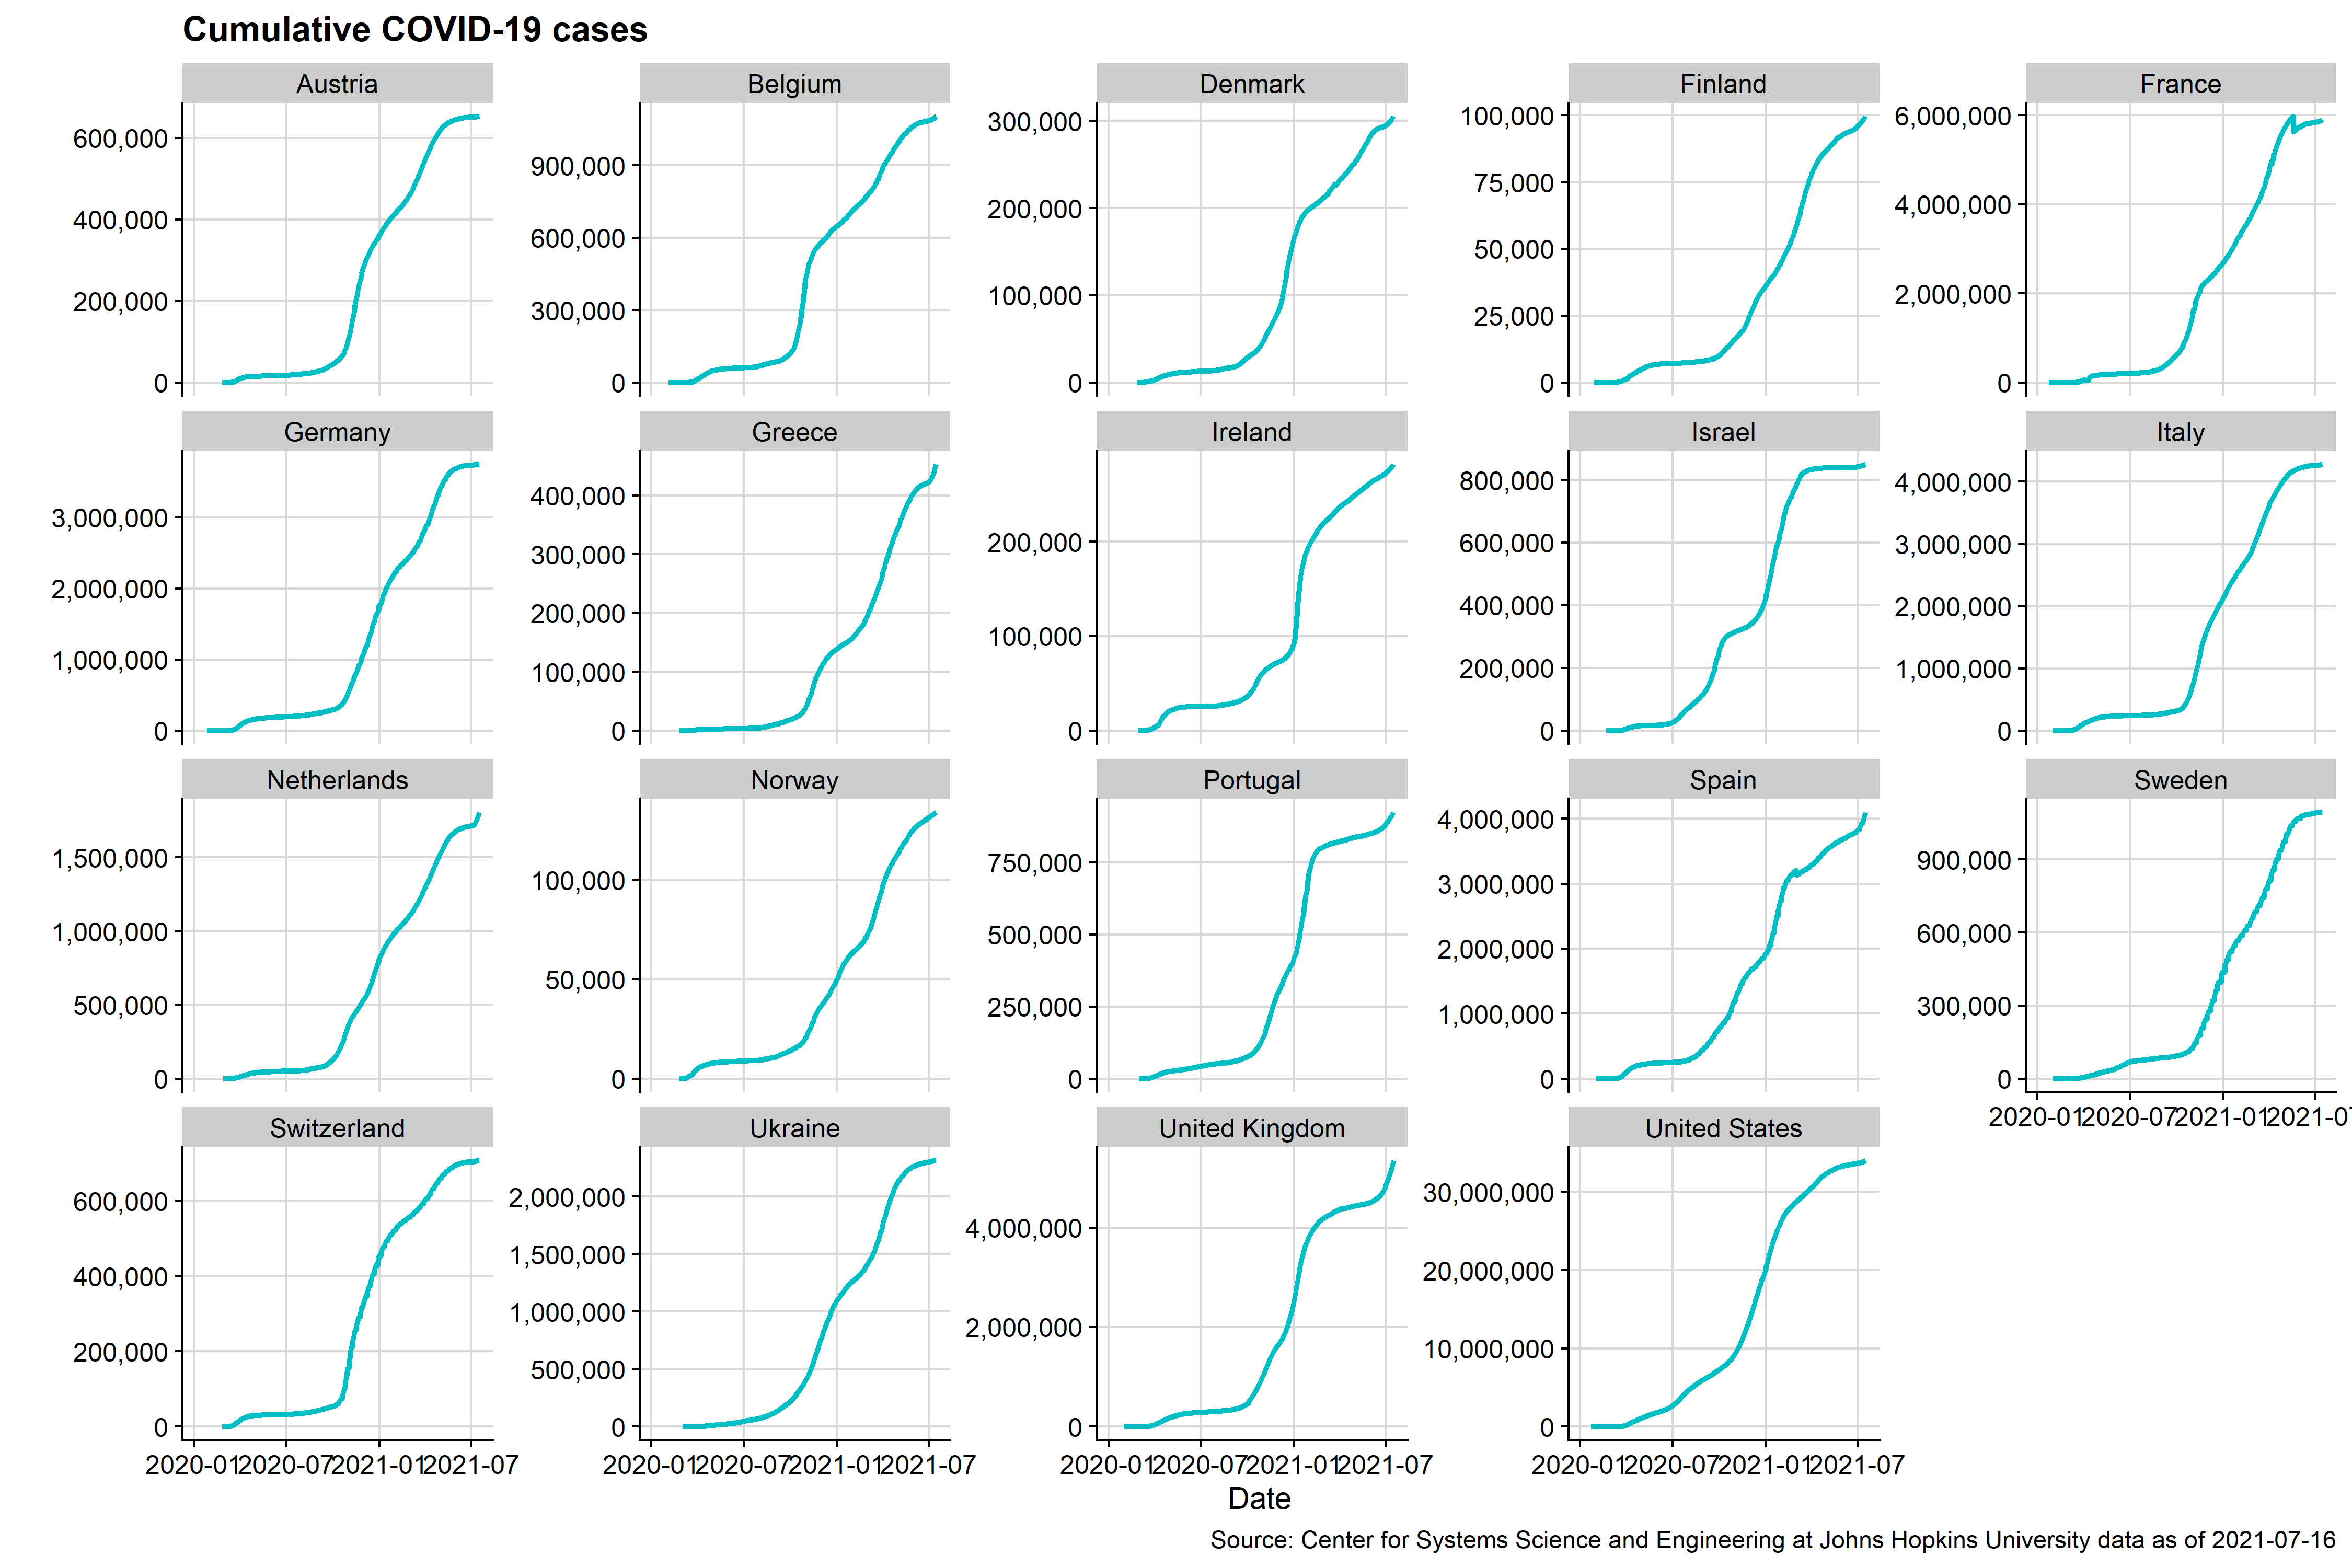 Cumulative COVID-19 cases
Austria
Belgium
Denmark
Finland
France
600,000
400,000
200,000
0
900,000
600,000
300,000
0
300,000
200,000
100,000
0
100,000
75,000
50,000
25,000
0
6,000,000
4,000,000
2,000,000
0
Germany
Greece
Ireland
Israel
Italy
3,000,000
2,000,000
1,000,000
0
400,000
300,000
200,000
100,000
0
200,000
100,000
0
800,000
600,000
400,000
200,000
0
4,000,000
3,000,000
2,000,000
1,000,000
0
Netherlands
Norway
Portugal
Spain
Sweden
1,500,000
1,000,000
500,000
0
100,000
50,000
0
750,000
500,000
250,000
0
4,000,000
3,000,000
2,000,000
1,000,000
0
900,000
600,000
300,000
0
2020-01 2020-07 2021-01 2021-07
Switzerland
Ukraine
United Kingdom
United States
600,000
400,000
200,000
0
2,000,000
1,500,000
1,000,000
500,000
0
4,000,000
2,000,000
0
30,000,000
20,000,000
10,000,000
0
2020-01 2020-07 2021-01 2021-07
2020-01 2020-07 2021-01 2021-07
2020-01 2020-07 2021-01 2021-07
2020-01 2020-07 2021-01 2021-07
Date
Source: Center for Systems Science and Engineering at Johns Hopkins University data as of 2021-07-16